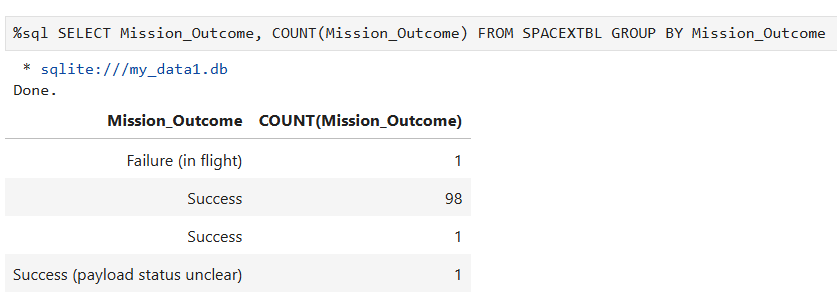 %sql SELECT Mission_Outcome, COUNT(Mission_Outcome) FROM SPACEXTBL GROUP BY Mission_Outcome
* sqlite:///my_data1.db
Done.
Mission_Outcome COUNT(Mission_Outcome)
Failure (in flight) 1
Success 98
Success 1
Success (payload status unclear) 1